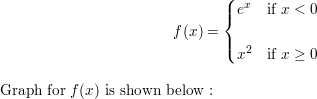 f(x) = { e^x if x < 0
x^2 if x ≥ 0
Graph for f(x) is shown below :